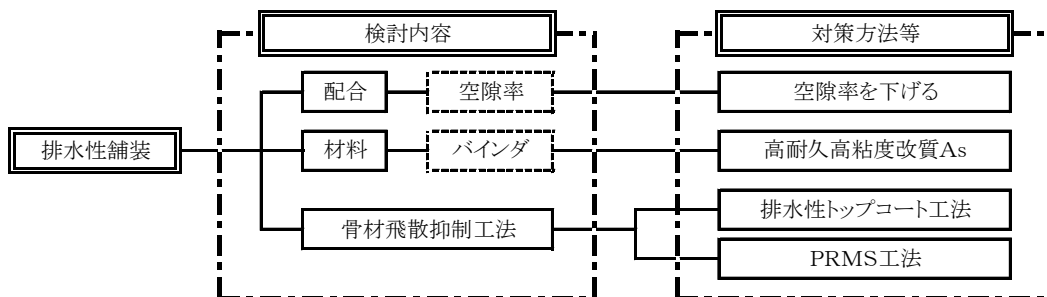 検討内容
対策方法等
配合
空隙率
空隙率を下げる
排水性舗装
材料
バインダ
高耐久高粘度改質As
骨材飛散抑制工法
排水性トップコート工法
PRMS工法